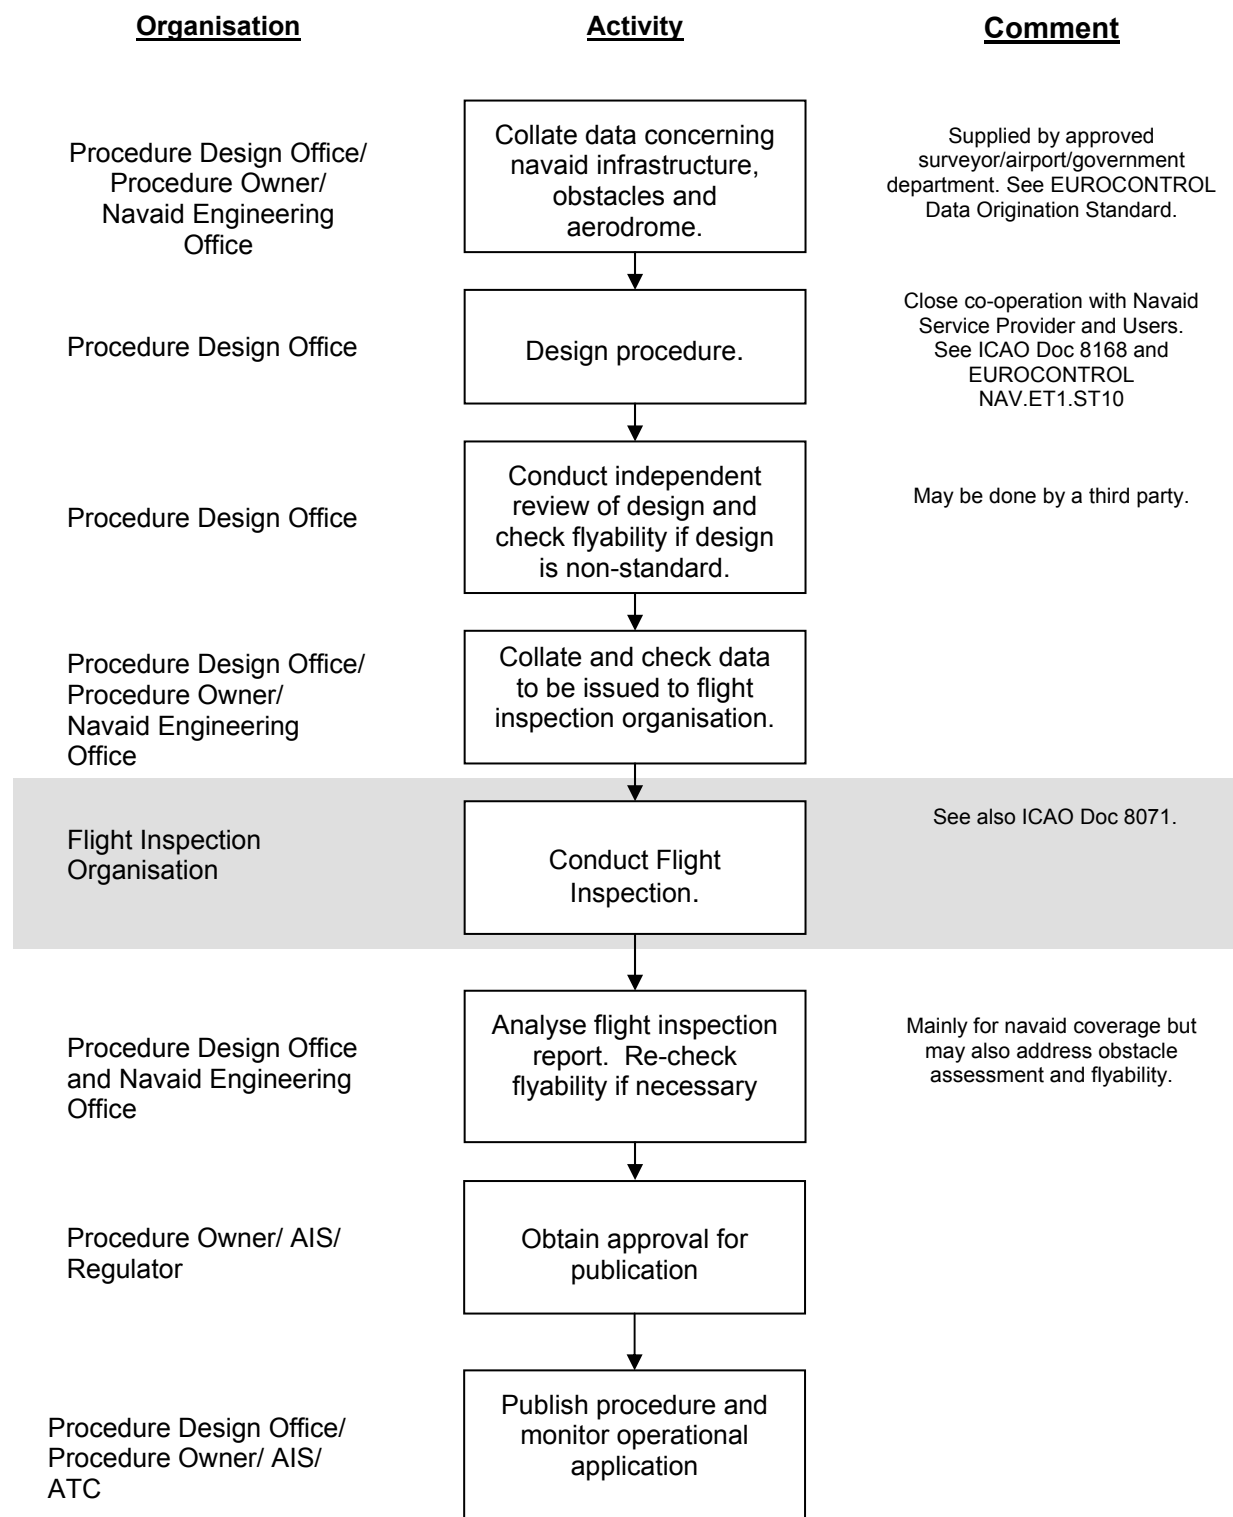 Organisation
Activity
Comment
Procedure Design Office/
Procedure Owner/
Navaid Engineering
Office
Collate data concerning
navaid infrastructure,
obstacles and
aerodrome.
Supplied by approved
surveyor/airport/government
department. See EUROCONTROL
Data Origination Standard.
Procedure Design Office
Design procedure.
Close co-operation with Navaid
Service Provider and Users.
See ICAO Doc 8168 and
EUROCONTROL
NAV.ET1.ST10
Procedure Design Office
Conduct independent
review of design and
check flyability if design
is non-standard.
May be done by a third party.
Procedure Design Office/
Procedure Owner/
Navaid Engineering
Office
Collate and check data
to be issued to flight
inspection organisation.
Flight Inspection
Organisation
Conduct Flight
Inspection.
See also ICAO Doc 8071.
Procedure Design Office
and Navaid Engineering
Office
Analyse flight inspection
report.  Re-check
flyability if necessary
Mainly for navaid coverage but
may also address obstacle
assessment and flyability.
Procedure Owner/ AIS/
Regulator
Obtain approval for
publication
Procedure Design Office/
Procedure Owner/ AIS/
ATC
Publish procedure and
monitor operational
application